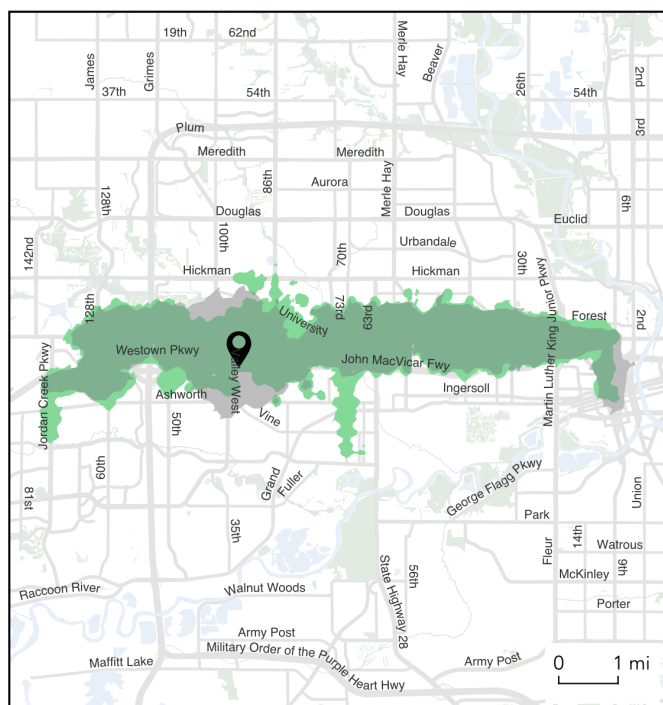 19th
62nd
James
Grimes
Merle Hay
Beaver
26th
2nd
37th
54th
54th
3rd
Plum
Meredith
Meredith
86th
Aurora
Merle Hay
128th
6th
Douglas
Douglas
Euclid
142nd
100th
70th
Urbandale
30th
Hickman
Hickman
Martin Luther King Junior Pkwy
128th
University
73rd
63rd
Forest
2nd
Westown Pkwy
Valley West
John MacVicar Fwy
Jordan Creek Pkwy
Ashworth
Ingersoll
50th
Vine
60th
Grand
Fuller
George Flagg Pkwy
81st
Union
35th
Park
Fleur
14th
Watrous
9th
56th
State Highway 28
McKinley
Raccoon River
Walnut Woods
Porter
Army Post
Military Order of the Purple Heart Hwy
Maffitt Lake
Army Post
0 1 mi